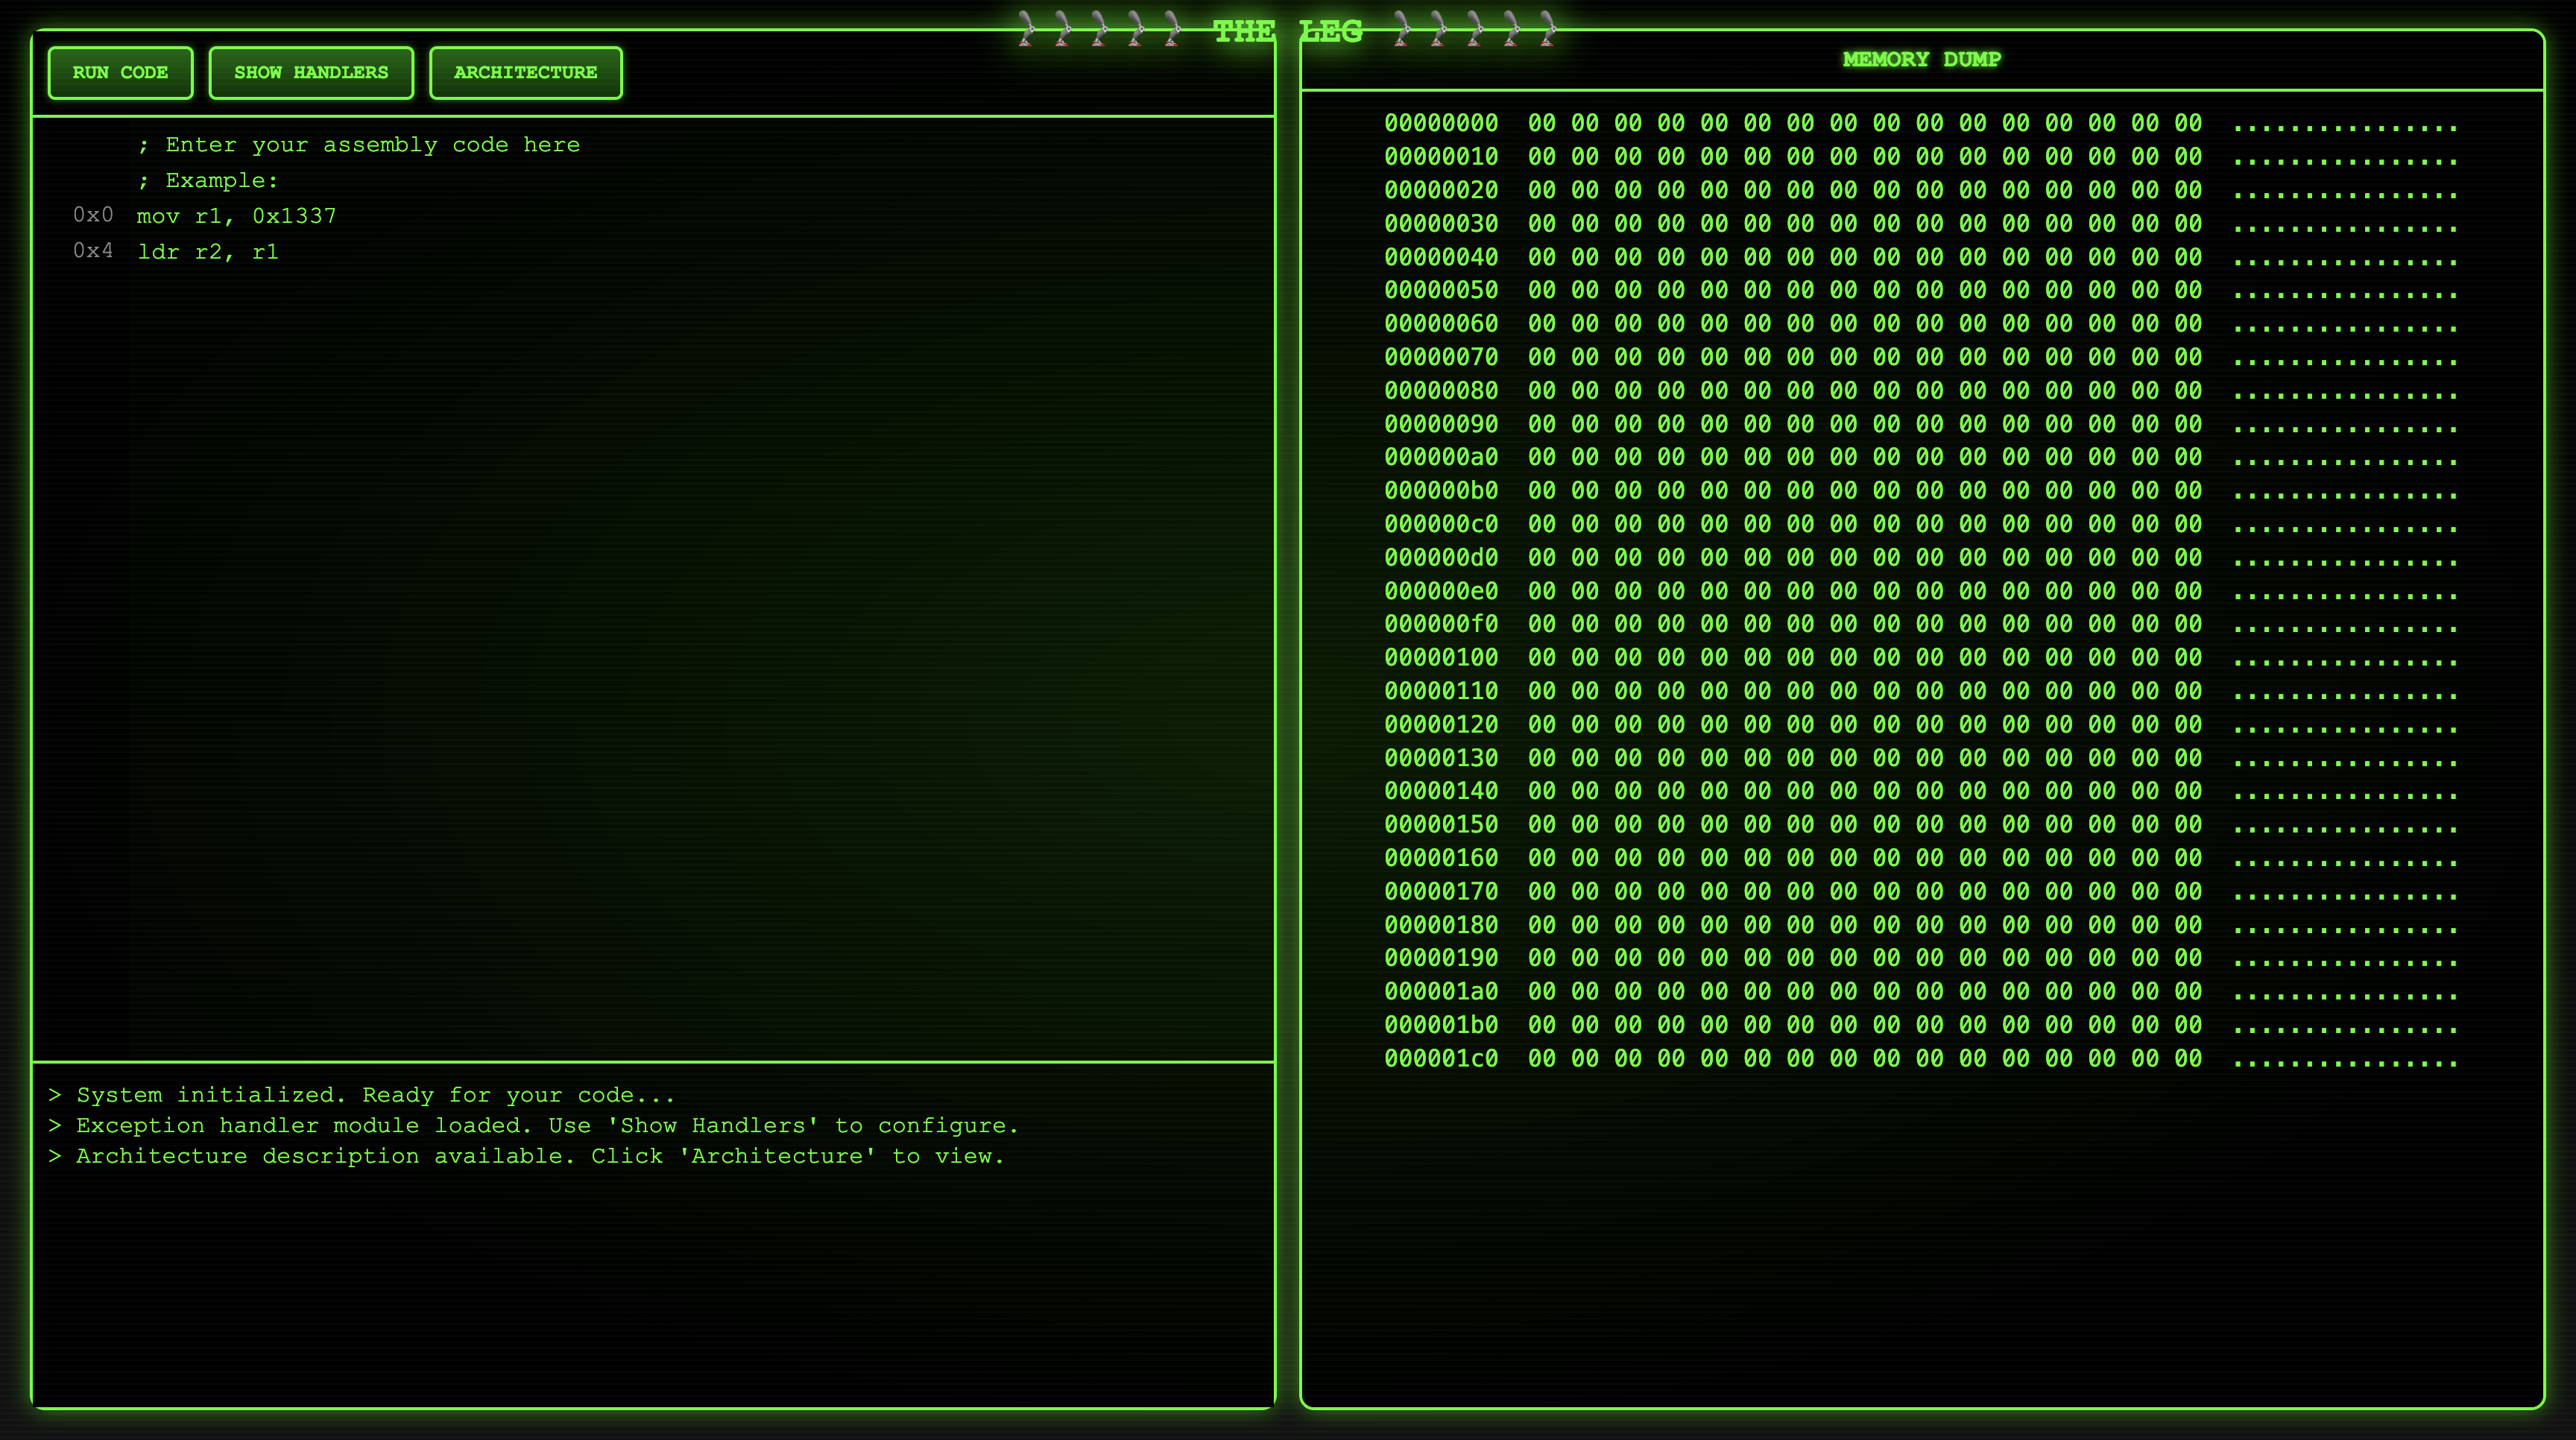 THE LEG
RUN CODE SHOW HANDLERS ARCHITECTURE
; Enter your assembly code here
; Example:
0x0 mov r1, 0x1337
0x4 ldr r2, r1
> System initialized. Ready for your code...
> Exception handler module loaded. Use 'Show Handlers' to configure.
> Architecture description available. Click 'Architecture' to view.
MEMORY DUMP
00000000 00 00 00 00 00 00 00 00 00 00 00 00 00 00 00 00 ................
00000010 00 00 00 00 00 00 00 00 00 00 00 00 00 00 00 00 ................
00000020 00 00 00 00 00 00 00 00 00 00 00 00 00 00 00 00 ................
00000030 00 00 00 00 00 00 00 00 00 00 00 00 00 00 00 00 ................
00000040 00 00 00 00 00 00 00 00 00 00 00 00 00 00 00 00 ................
00000050 00 00 00 00 00 00 00 00 00 00 00 00 00 00 00 00 ................
00000060 00 00 00 00 00 00 00 00 00 00 00 00 00 00 00 00 ................
00000070 00 00 00 00 00 00 00 00 00 00 00 00 00 00 00 00 ................
00000080 00 00 00 00 00 00 00 00 00 00 00 00 00 00 00 00 ................
00000090 00 00 00 00 00 00 00 00 00 00 00 00 00 00 00 00 ................
000000a0 00 00 00 00 00 00 00 00 00 00 00 00 00 00 00 00 ................
000000b0 00 00 00 00 00 00 00 00 00 00 00 00 00 00 00 00 ................
000000c0 00 00 00 00 00 00 00 00 00 00 00 00 00 00 00 00 ................
000000d0 00 00 00 00 00 00 00 00 00 00 00 00 00 00 00 00 ................
000000e0 00 00 00 00 00 00 00 00 00 00 00 00 00 00 00 00 ................
000000f0 00 00 00 00 00 00 00 00 00 00 00 00 00 00 00 00 ................
00000100 00 00 00 00 00 00 00 00 00 00 00 00 00 00 00 00 ................
00000110 00 00 00 00 00 00 00 00 00 00 00 00 00 00 00 00 ................
00000120 00 00 00 00 00 00 00 00 00 00 00 00 00 00 00 00 ................
00000130 00 00 00 00 00 00 00 00 00 00 00 00 00 00 00 00 ................
00000140 00 00 00 00 00 00 00 00 00 00 00 00 00 00 00 00 ................
00000150 00 00 00 00 00 00 00 00 00 00 00 00 00 00 00 00 ................
00000160 00 00 00 00 00 00 00 00 00 00 00 00 00 00 00 00 ................
00000170 00 00 00 00 00 00 00 00 00 00 00 00 00 00 00 00 ................
00000180 00 00 00 00 00 00 00 00 00 00 00 00 00 00 00 00 ................
00000190 00 00 00 00 00 00 00 00 00 00 00 00 00 00 00 00 ................
000001a0 00 00 00 00 00 00 00 00 00 00 00 00 00 00 00 00 ................
000001b0 00 00 00 00 00 00 00 00 00 00 00 00 00 00 00 00 ................
000001c0 00 00 00 00 00 00 00 00 00 00 00 00 00 00 00 00 ................